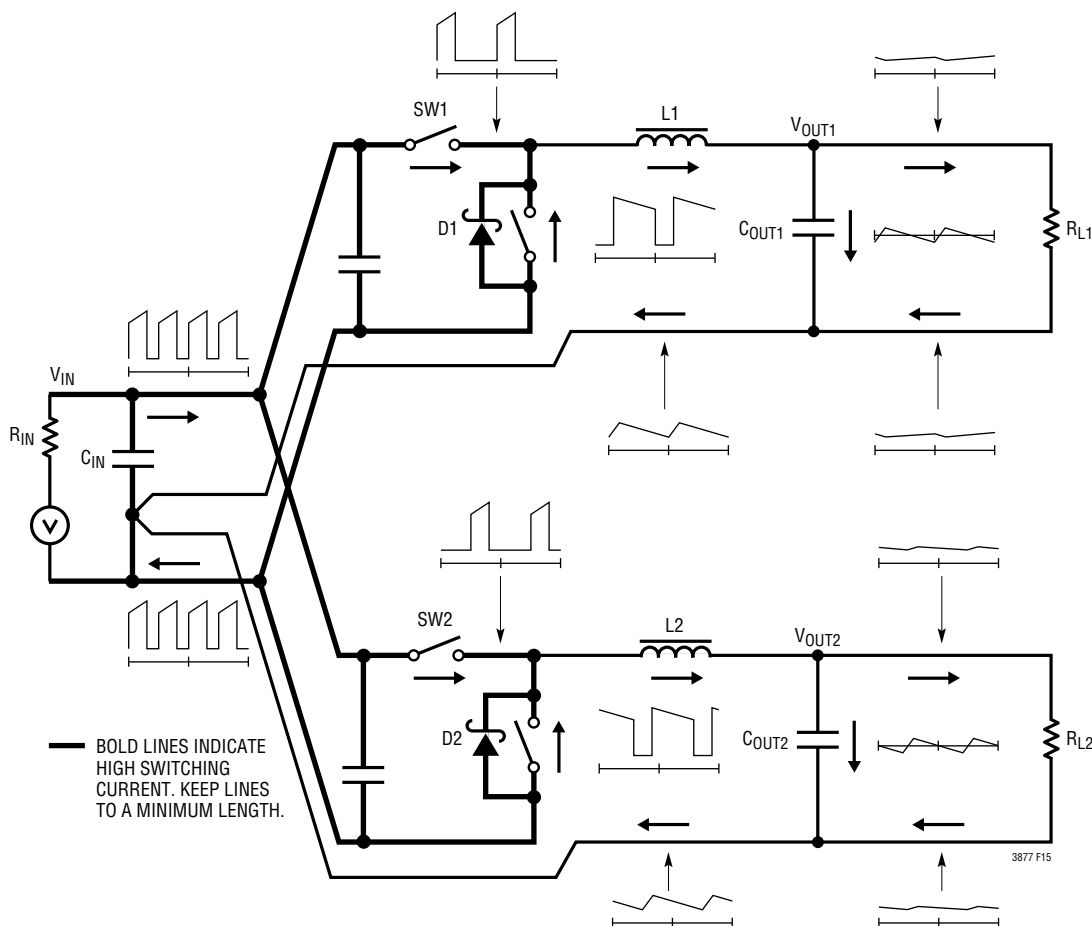 SW1
L1
VOUT1
D1
COUT1
RL1
VIN
RIN
CIN
V
SW2
L2
VOUT2
D2
COUT2
RL2
BOLD LINES INDICATE
HIGH SWITCHING
CURRENT. KEEP LINES
TO A MINIMUM LENGTH.
3877 F15